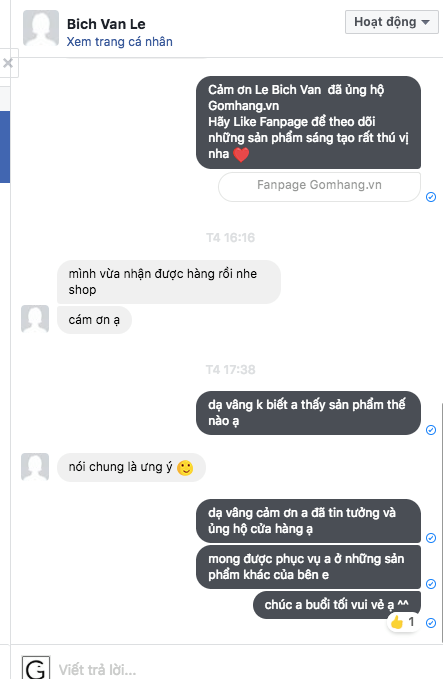 Bich Van Le
Xem trang cá nhân
Hoạt động
Cảm ơn Le Bich Van đã ủng hộ
Gomhang.vn
Hãy Like Fanpage để theo dõi
những sản phẩm sáng tạo rất thú vị
nha ❤️
Fanpage Gomhang.vn
T4 16:16
mình vừa nhận được hàng rồi nhe
shop
cám ơn ạ
T4 17:38
dạ vâng k biết a thấy sản phẩm thế
nào ạ
nói chung là ưng ý 🙂
dạ vâng cảm ơn a đã tin tưởng và
ủng hộ cửa hàng ạ
mong được phục vụ a ở những sản
phẩm khác của bên e
chúc a buổi tối vui vẻ ạ ^^
👍 1
G
Viết trả lời...